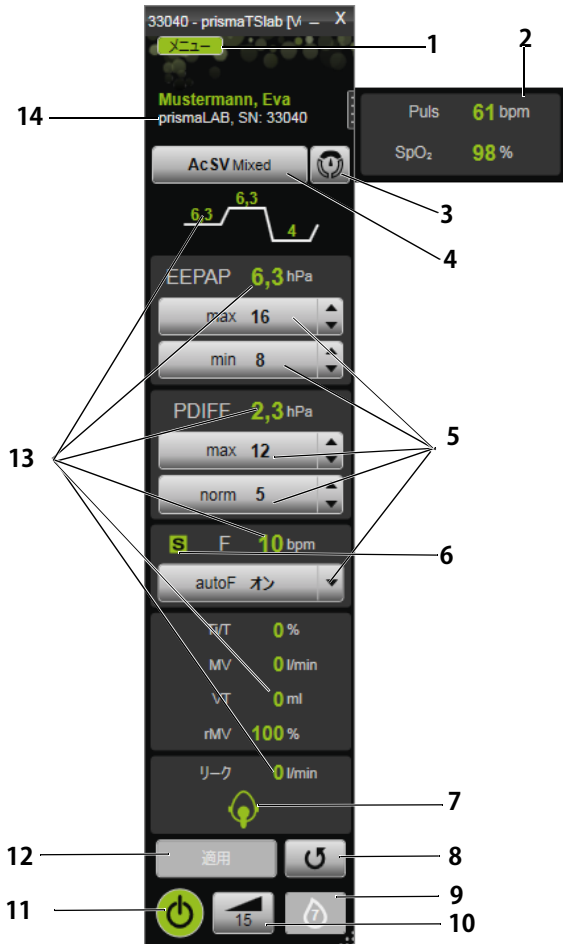 33040 - prismaTSlab [V – X
メニュー
1
2
Mustermann, Eva
14
prismaLAB, SN: 33040
Puls 61 bpm
SpO₂ 98 %
AcSV Mixed
3
4
6,3 6,3 4
EEPAP 6,3 hPa
max 16
min 8
PDIFF 2,3 hPa
5
13
max 12
norm 5
S F 10 bpm
6
autoF オン
Ti/T 0 %
MV 0 l/min
VT 0 ml
rMV 100 %
リーク 0 l/min
7
12
適用
8
9
11
15
7
10